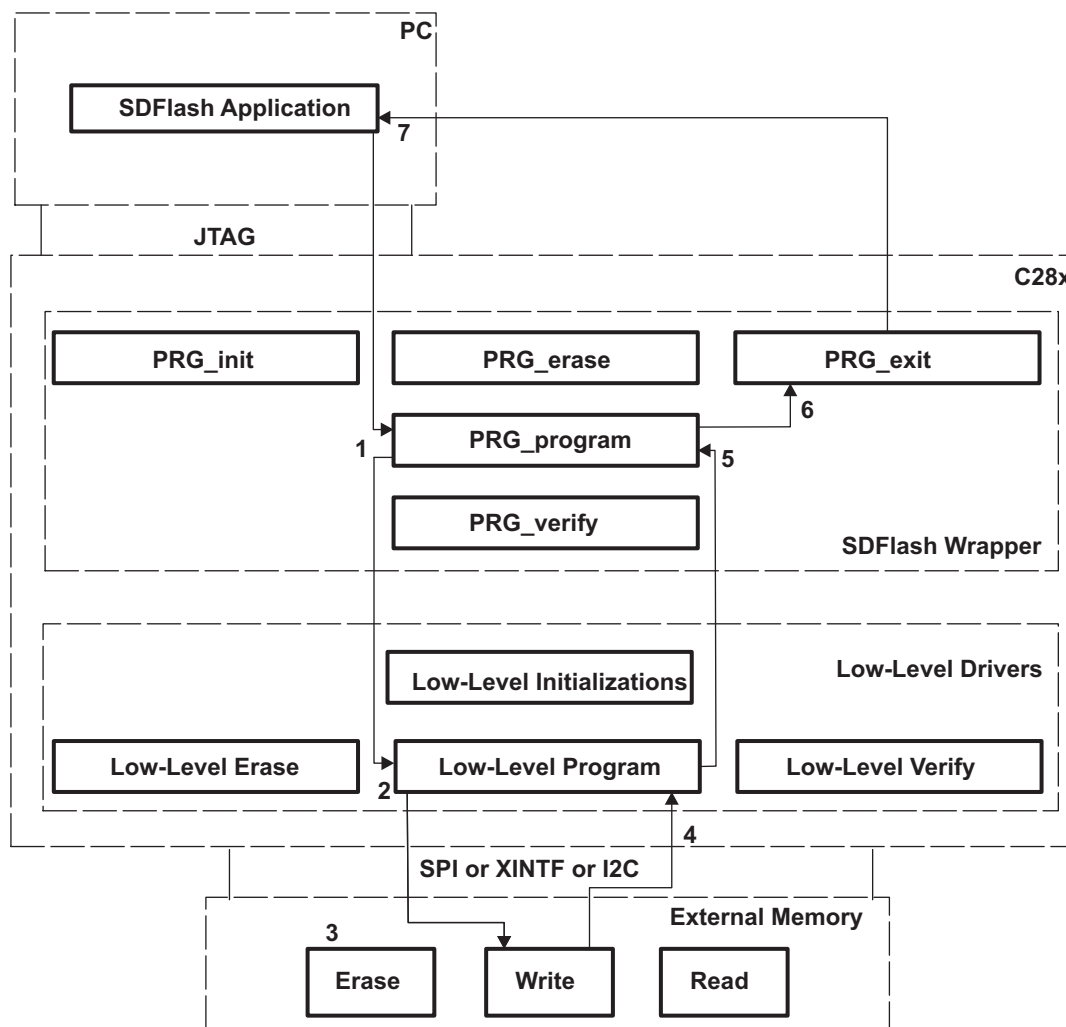 PC
SDFlash Application
7
JTAG
C28x
PRG_init
PRG_erase
PRG_exit
6
1
PRG_program
5
PRG_verify
SDFlash Wrapper
Low-Level Initializations
Low-Level Drivers
Low-Level Erase
Low-Level Program
Low-Level Verify
2
4
SPI or XINTF or I2C
External Memory
3
Erase
Write
Read